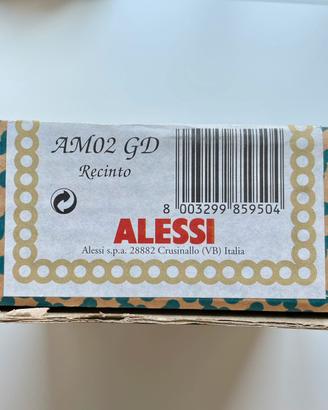 AM02 GD
Recinto
8 003299 859504
ALESSI
Alessi s.p.a. 28882 Crusinallo (VB) Italia